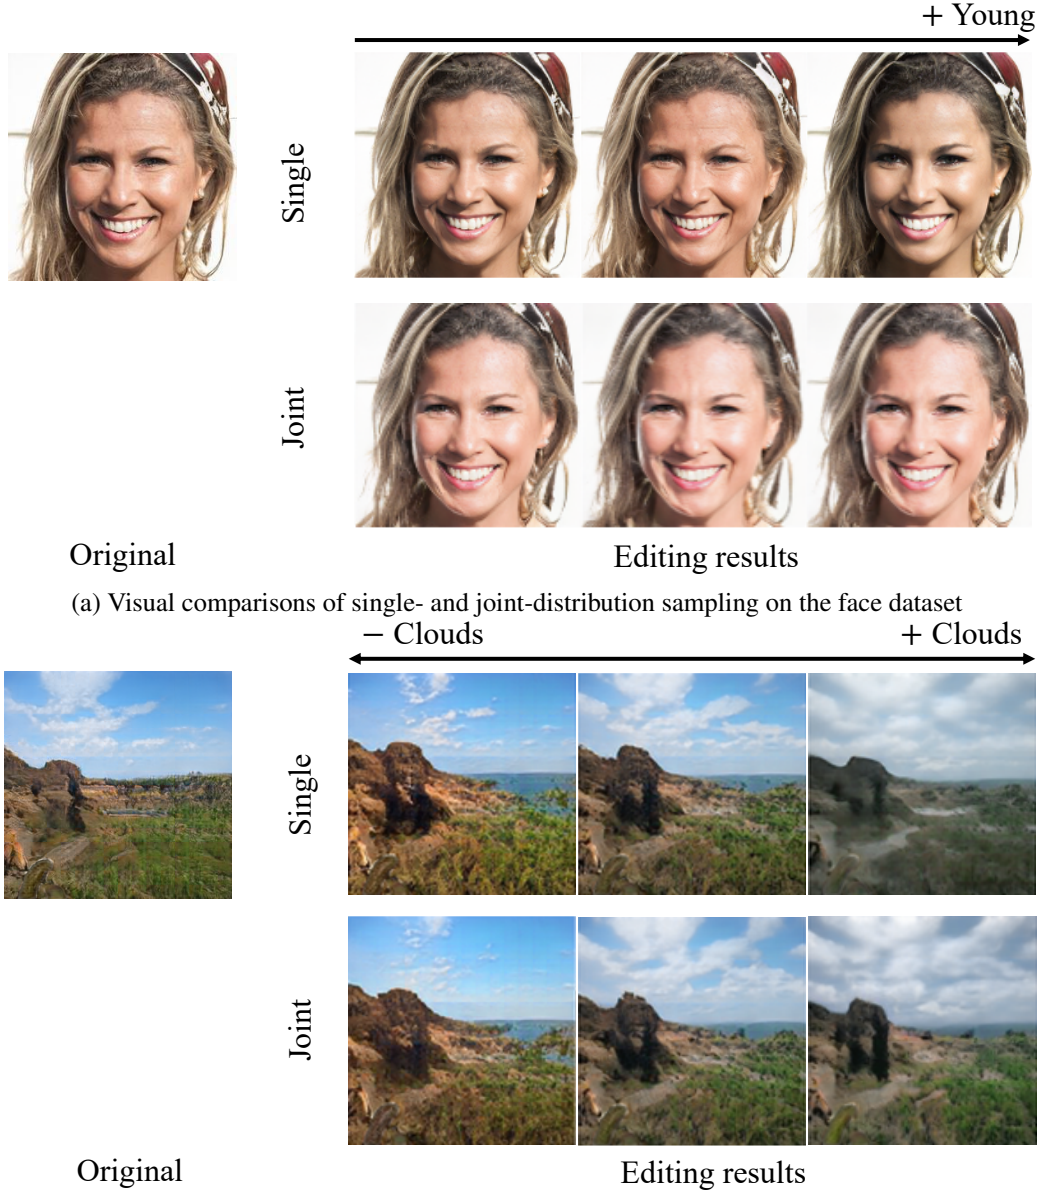 + Young
Single
Joint
Original
Editing results
(a) Visual comparisons of single- and joint-distribution sampling on the face dataset
− Clouds
+ Clouds
Single
Joint
Original
Editing results